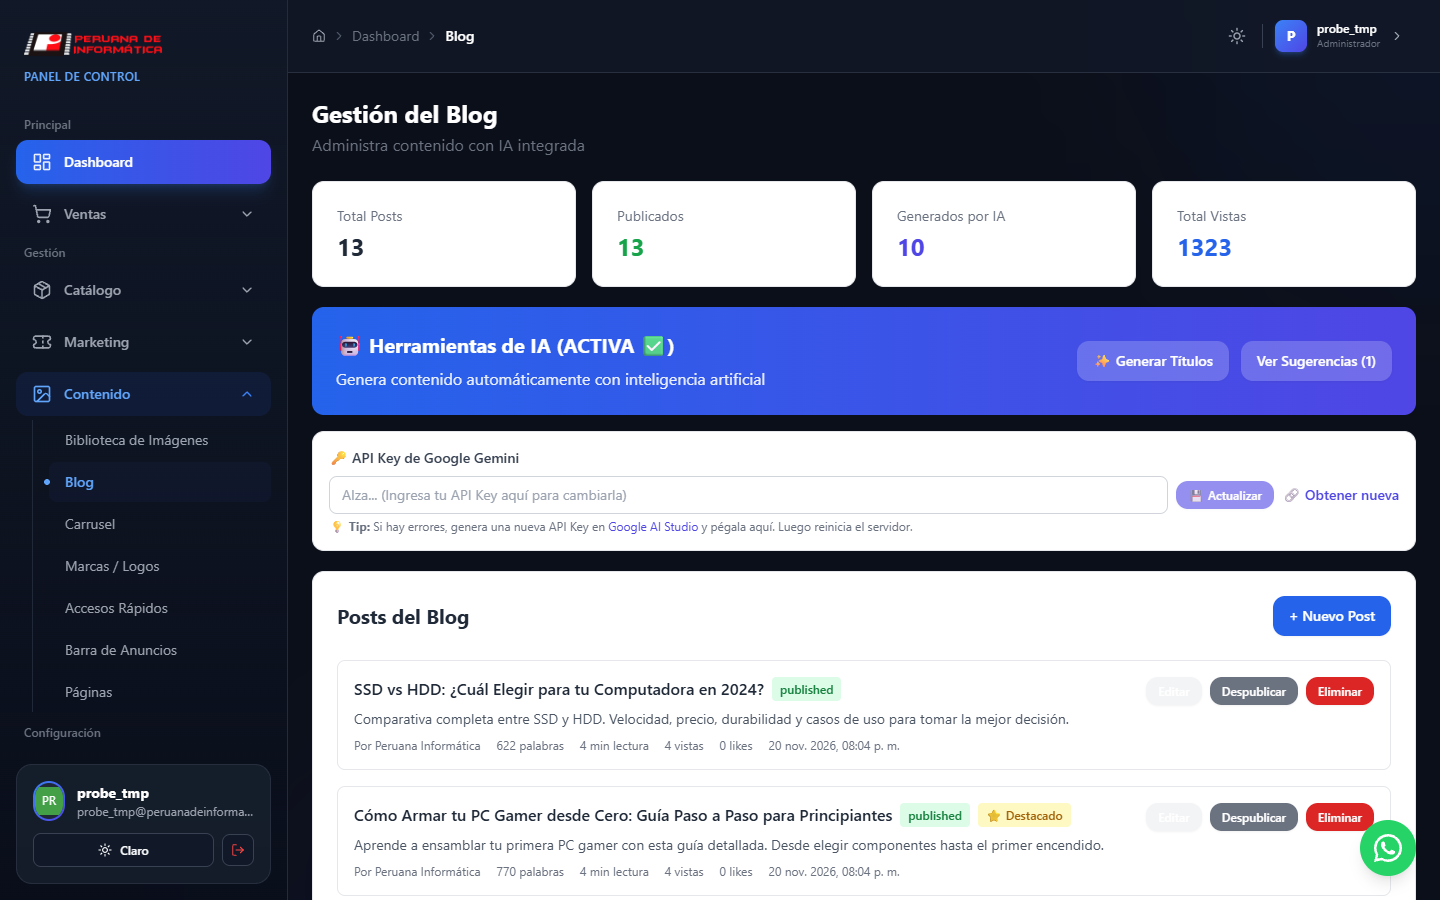 PERUANA DE
INFORMÁTICA
PANEL DE CONTROL
Principal
Dashboard
Ventas
Gestión
Catálogo
Marketing
Contenido
Biblioteca de Imágenes
Blog
Carrusel
Marcas / Logos
Accesos Rápidos
Barra de Anuncios
Páginas
Configuración
PR
probe_tmp
probe_tmp@peruanadeinforma...
Claro
Dashboard
Blog
P
probe_tmp
Administrador
Gestión del Blog
Administra contenido con IA integrada
Total Posts
13
Publicados
13
Generados por IA
10
Total Vistas
1323
🤖 Herramientas de IA (ACTIVA ✅)
Genera contenido automáticamente con inteligencia artificial
✨ Generar Títulos
Ver Sugerencias (1)
🔑 API Key de Google Gemini
AIza... (Ingresa tu API Key aquí para cambiarla)
💾 Actualizar
🔗 Obtener nueva
💡 Tip: Si hay errores, genera una nueva API Key en Google AI Studio y pégala aquí. Luego reinicia el servidor.
Posts del Blog
+ Nuevo Post
SSD vs HDD: ¿Cuál Elegir para tu Computadora en 2024? published
Editar
Despublicar
Eliminar
Comparativa completa entre SSD y HDD. Velocidad, precio, durabilidad y casos de uso para tomar la mejor decisión.
Por Peruana Informática 622 palabras 4 min lectura 4 vistas 0 likes 20 nov. 2026, 08:04 p. m.
Cómo Armar tu PC Gamer desde Cero: Guía Paso a Paso para Principiantes published ⭐ Destacado
Editar
Despublicar
Eliminar
Aprende a ensamblar tu primera PC gamer con esta guía detallada. Desde elegir componentes hasta el primer encendido.
Por Peruana Informática 770 palabras 4 min lectura 4 vistas 0 likes 20 nov. 2026, 08:04 p. m.